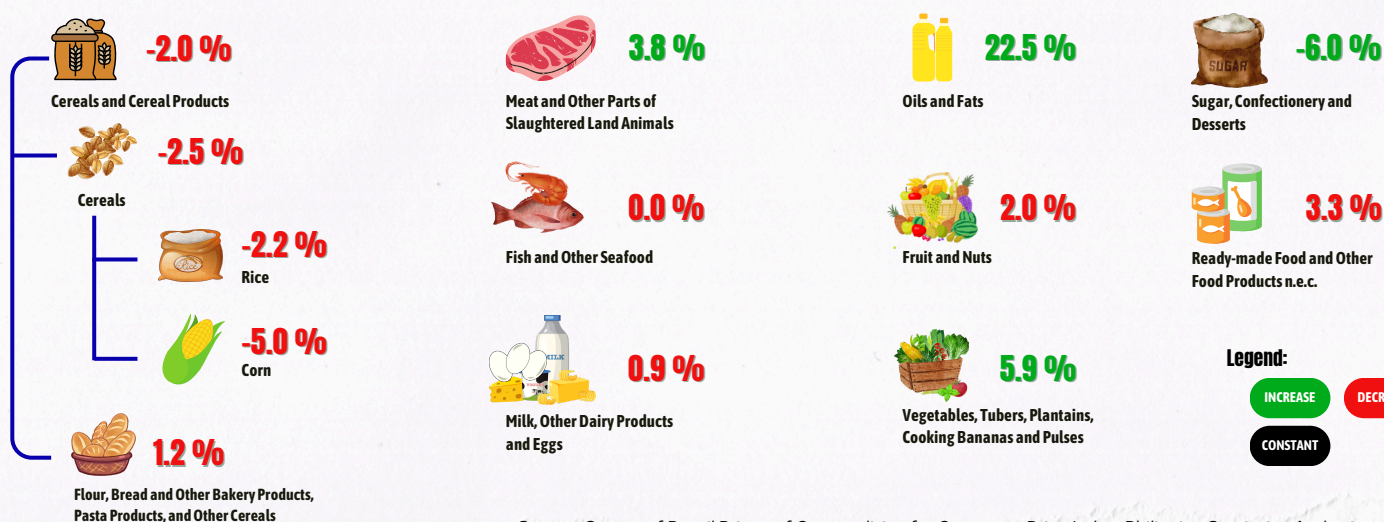 -2.0 %
Cereals and Cereal Products
-2.5 %
Cereals
-2.2 %
Rice
Rice
-5.0 %
Corn
1.2 %
Flour, Bread and Other Bakery Products,
Pasta Products, and Other Cereals
3.8 %
Meat and Other Parts of
Slaughtered Land Animals
0.0 %
Fish and Other Seafood
MILK
0.9 %
Milk, Other Dairy Products
and Eggs
22.5 %
Oils and Fats
2.0 %
Fruit and Nuts
5.9 %
Vegetables, Tubers, Plantains,
Cooking Bananas and Pulses
SUGAR
-6.0 %
Sugar, Confectionery and
Desserts
3.3 %
Ready-made Food and Other
Food Products n.e.c.
Legend:
INCREASE
DECR
CONSTANT